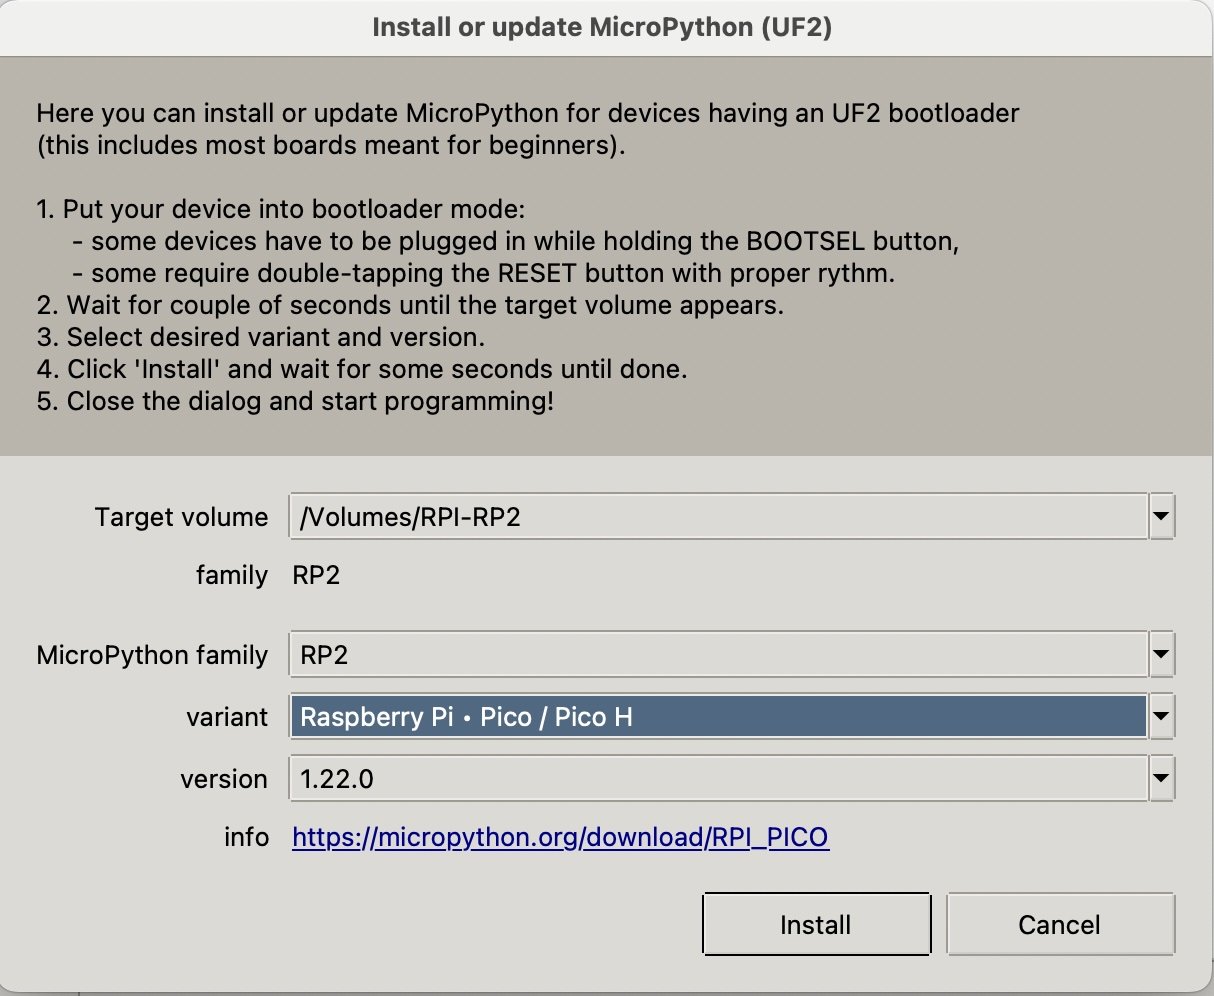 Install or update MicroPython (UF2)
Here you can install or update MicroPython for devices having an UF2 bootloader
(this includes most boards meant for beginners).
1. Put your device into bootloader mode:
- some devices have to be plugged in while holding the BOOTSEL button,
- some require double-tapping the RESET button with proper rythm.
2. Wait for couple of seconds until the target volume appears.
3. Select desired variant and version.
4. Click 'Install' and wait for some seconds until done.
5. Close the dialog and start programming!
Target volume /Volumes/RPI-RP2
family RP2
MicroPython family RP2
variant Raspberry Pi • Pico / Pico H
version 1.22.0
info https://micropython.org/download/RPI_PICO
Install Cancel